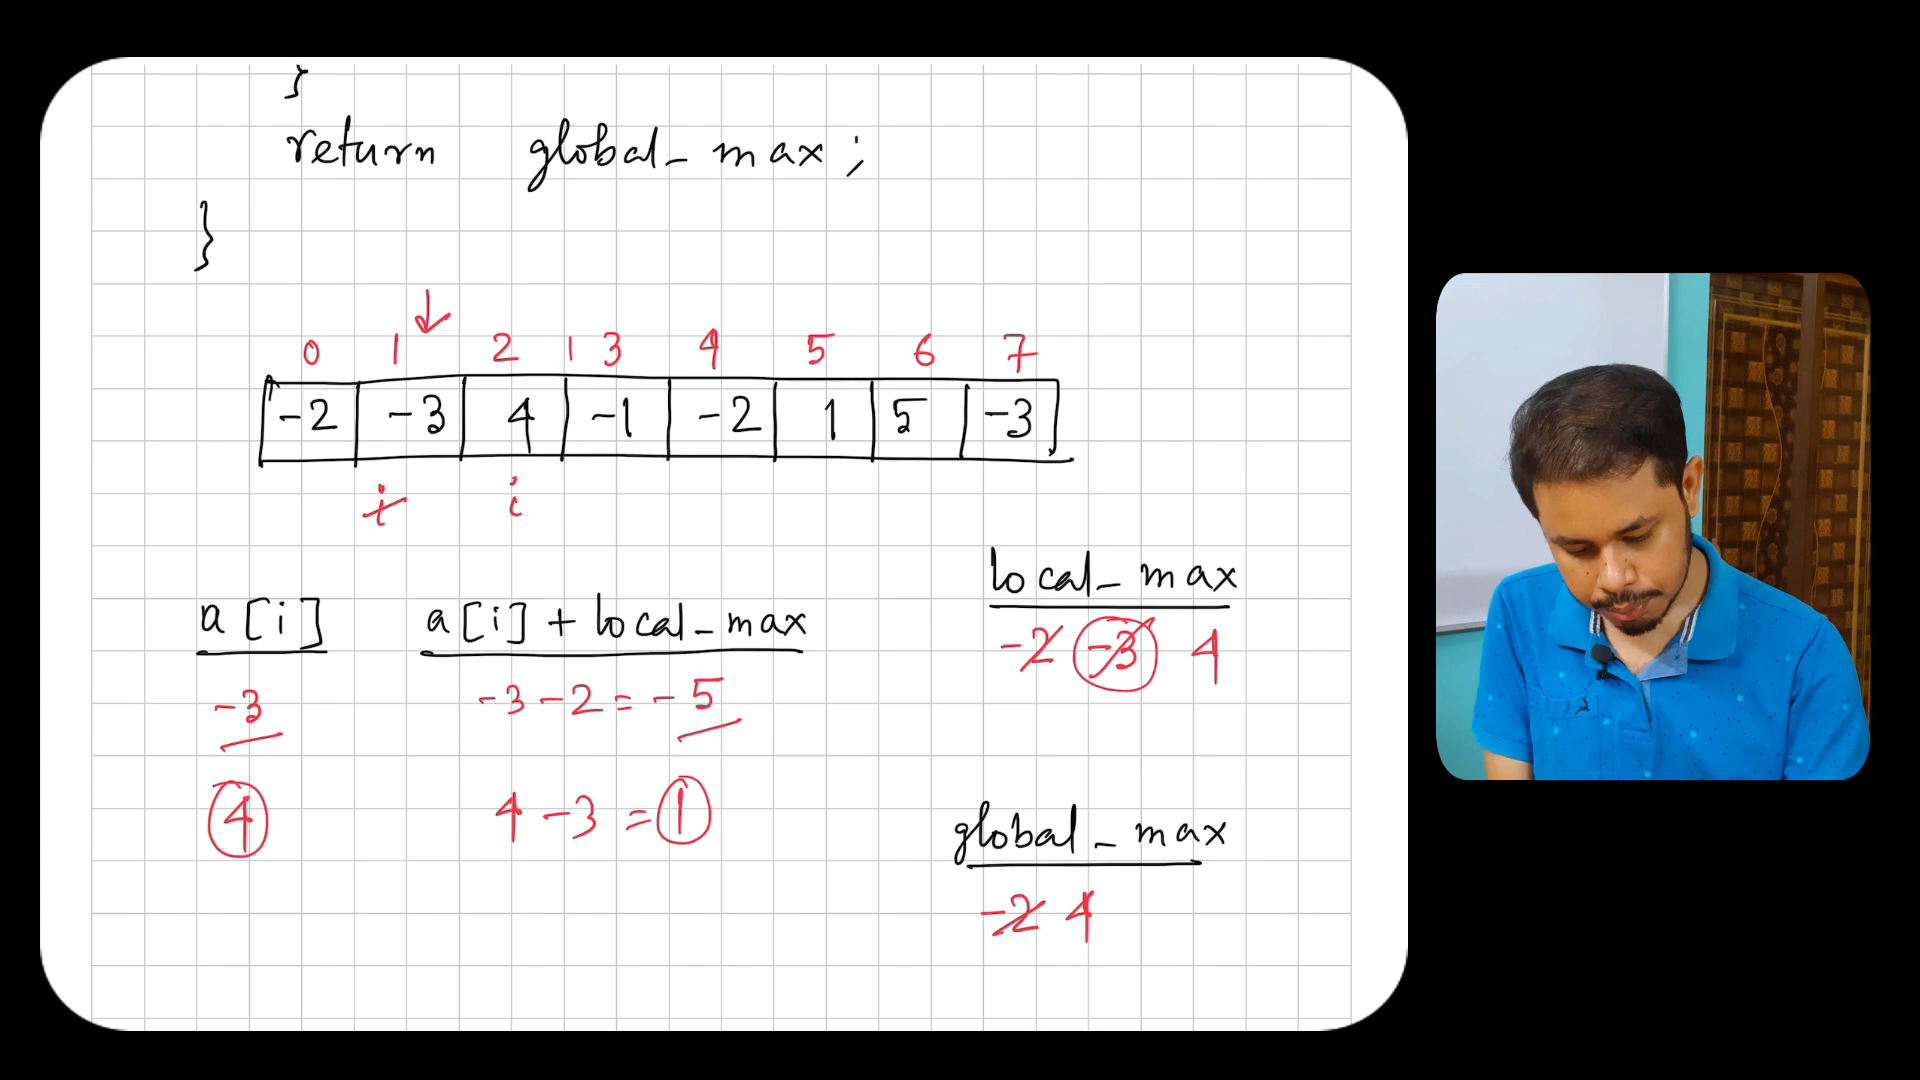 }
return global_max;
}
0 1 2 1 3 4 5 6 7
-2 -3 4 -1 -2 1 5 -3
i i
local_max
-2 -3 4
a[i] a[i] + local_max
-3 -3-2=-5
4 4-3=1
global_max
-2 4